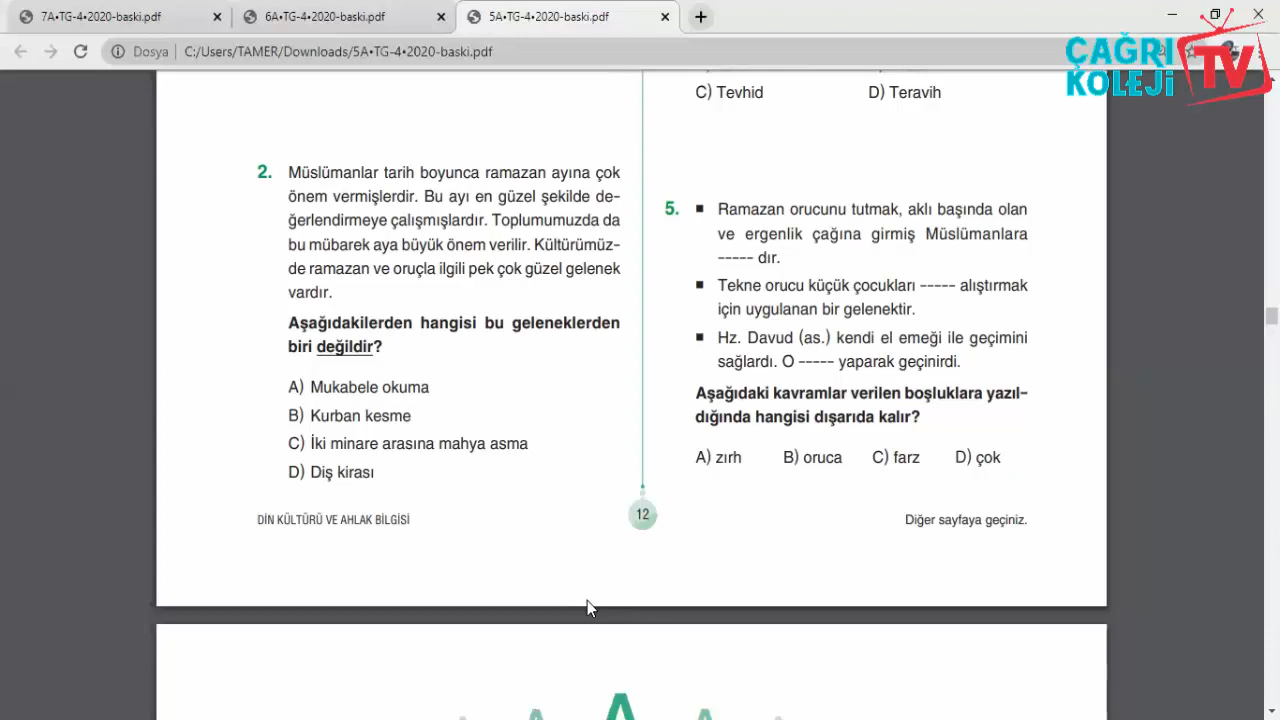 7A•TG-4•2020-baski.pdf
6A•TG-4•2020-baski.pdf
5A•TG-4•2020-baski.pdf
Dosya
C:/Users/TAMER/Downloads/5A•TG-4•2020-baski.pdf
ÇAĞRI
KOLEJİ
TV
2. Müslümanlar tarih boyunca ramazan ayına çok
önem vermişlerdir. Bu ayı en güzel şekilde de-
ğerlendirmeye çalışmışlardır. Toplumumuzda da
bu mübarek aya büyük önem verilir. Kültürümüz-
de ramazan ve oruçla ilgili pek çok güzel gelenek
vardır.
Aşağıdakilerden hangisi bu geleneklerden
biri değildir?
A) Mukabele okuma
B) Kurban kesme
C) İki minare arasına mahya asma
D) Diş kirası
C) Tevhid D) Teravih
5. ■ Ramazan orucunu tutmak, aklı başında olan
ve ergenlik çağına girmiş Müslümanlara
----- dır.
■ Tekne orucu küçük çocukları ----- alıştırmak
için uygulanan bir gelenektir.
■ Hz. Davud (as.) kendi el emeği ile geçimini
sağlardı. O ----- yaparak geçinirdi.
Aşağıdaki kavramlar verilen boşluklara yazıl-
dığında hangisi dışarıda kalır?
A) zırh B) oruca C) farz D) çok
DİN KÜLTÜRÜ VE AHLAK BİLGİSİ
12
Diğer sayfaya geçiniz.
A